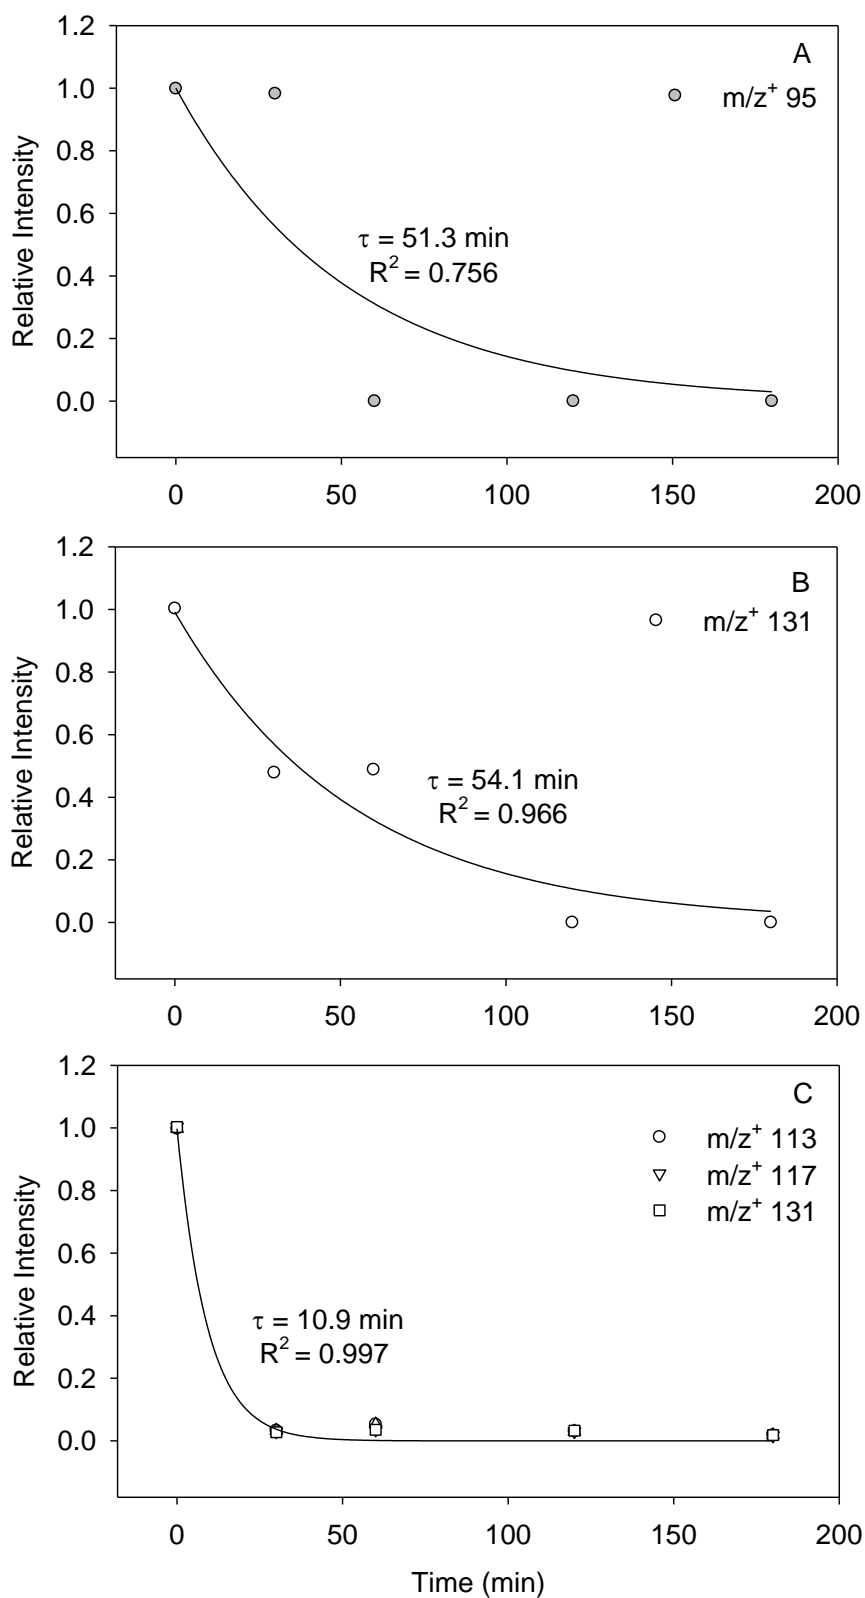 1.2
A
1.0
m/z+ 95
0.8
0.6
τ = 51.3 min
R2 = 0.756
0.4
0.2
0.0
Relative Intensity
0 50 100 150 200
1.2
B
1.0
m/z+ 131
0.8
0.6
τ = 54.1 min
R2 = 0.966
0.4
0.2
0.0
Relative Intensity
0 50 100 150 200
1.2
C
1.0
m/z+ 113
m/z+ 117
0.8
m/z+ 131
0.6
0.4
τ = 10.9 min
R2 = 0.997
0.2
0.0
Relative Intensity
0 50 100 150 200
Time (min)